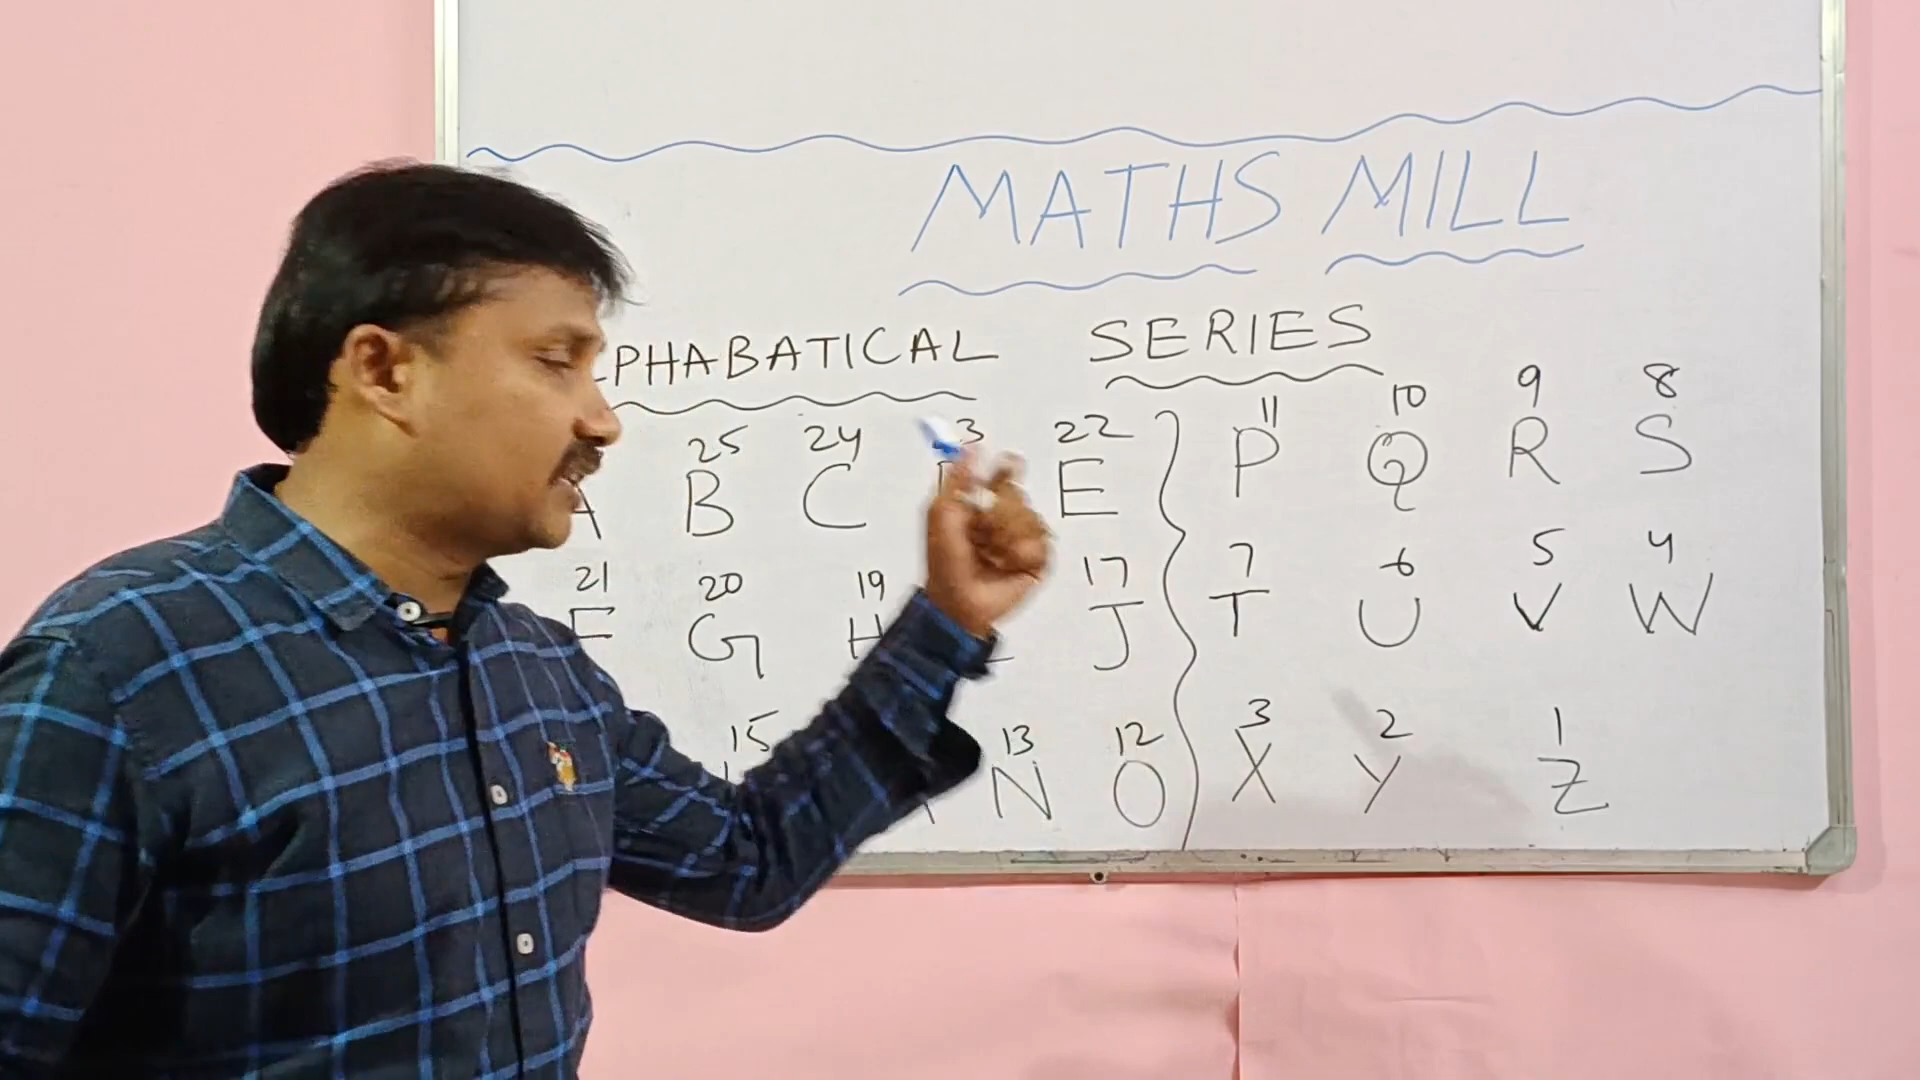 MATHS MILL
PHABATICAL SERIES
25 24 3 22 11 10 9 8
A B C E P Q R S
21 20 19 17 7 6 5 4
F G H J T U V W
15 13 12 3 2 1
N O X Y Z